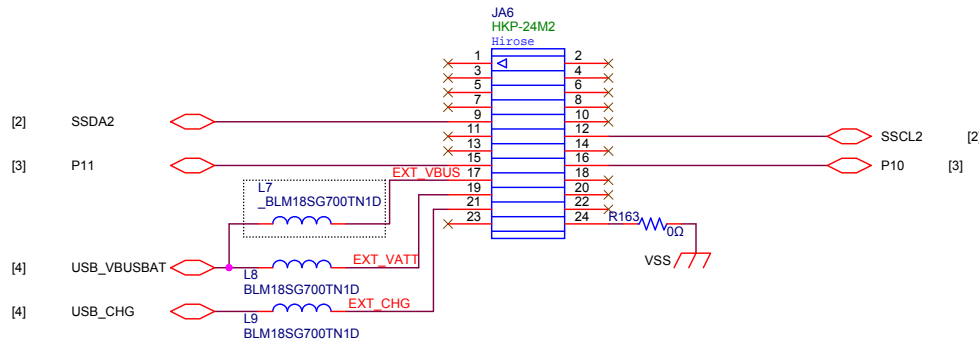 JA6
HKP-24M2
Hirose
1 2
3 4
5 6
7 8
[2] SSDA2 9 10
11 12 SSCL2 [2]
13 14
[3] P11 15 16 P10 [3]
EXT_VBUS 17 18
L7 19 20
_BLM18SG700TN1D 21 22
23 24 R163
0Ω
VSS
[4] USB_VBUSBAT EXT_VATT
L8
BLM18SG700TN1D
[4] USB_CHG EXT_CHG
L9
BLM18SG700TN1D